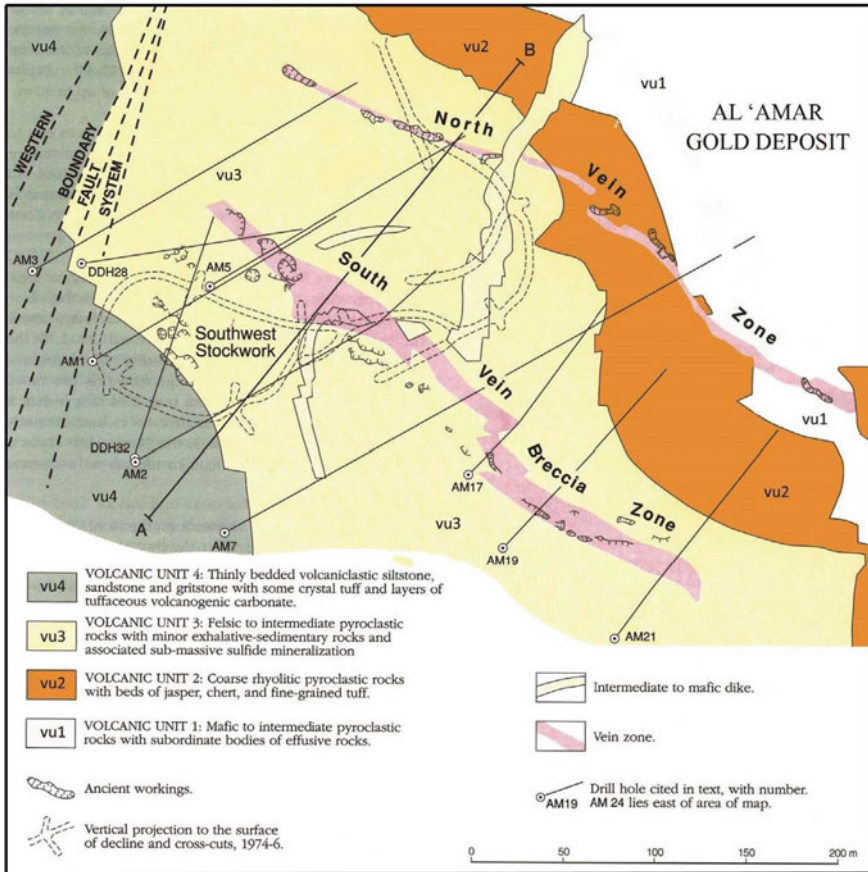 vu4
vu2
B
vu1
AL ‘AMAR
GOLD DEPOSIT
WESTERN
BOUNDARY
FAULT
SYSTEM
North
Vein
Zone
vu3
AM3
DDH28
AM5
South
Vein
Breccia
Zone
Southwest
Stockwork
AM1
DDH32
AM2
vu4
A
AM7
AM17
vu3
AM19
AM21
vu1
vu2
vu4
VOLCANIC UNIT 4: Thinly bedded volcaniclastic siltstone,
sandstone and gritstone with some crystal tuff and layers of
tuffaceous volcanogenic carbonate.
vu3
VOLCANIC UNIT 3: Felsic to intermediate pyroclastic
rocks with minor exhalative-sedimentary rocks and
associated sub-massive sulfide mineralization
vu2
VOLCANIC UNIT 2: Coarse rhyolitic pyroclastic rocks
with beds of jasper, chert, and fine-grained tuff.
vu1
VOLCANIC UNIT 1: Mafic to intermediate pyroclastic
rocks with subordinate bodies of effusive rocks.
Ancient workings.
Vertical projection to the surface
of decline and cross-cuts, 1974-6.
Intermediate to mafic dike.
Vein zone.
AM19
Drill hole cited in text, with number.
AM 24 lies east of area of map.
0 50 100 150 200 m